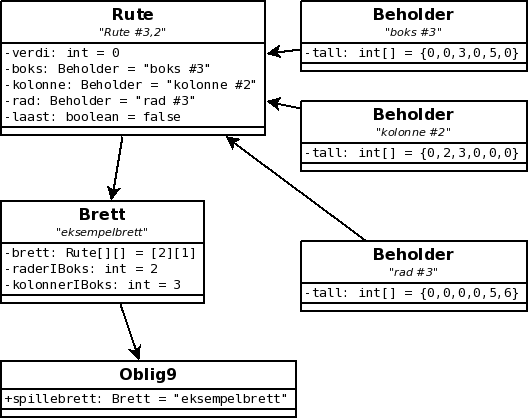 Rute
"Rute #3,2"
-verdi: int = 0
-boks: Beholder = "boks #3"
-kolonne: Beholder = "kolonne #2"
-rad: Beholder = "rad #3"
-laast: boolean = false
Beholder
"boks #3"
-tall: int[] = {0,0,3,0,5,0}
Beholder
"kolonne #2"
-tall: int[] = {0,2,3,0,0,0}
Brett
"eksempelbrett"
-brett: Rute[][] = [2][1]
-raderIBoks: int = 2
-kolonnerIBoks: int = 3
Beholder
"rad #3"
-tall: int[] = {0,0,0,0,5,6}
Oblig9
+spillebrett: Brett = "eksempelbrett"